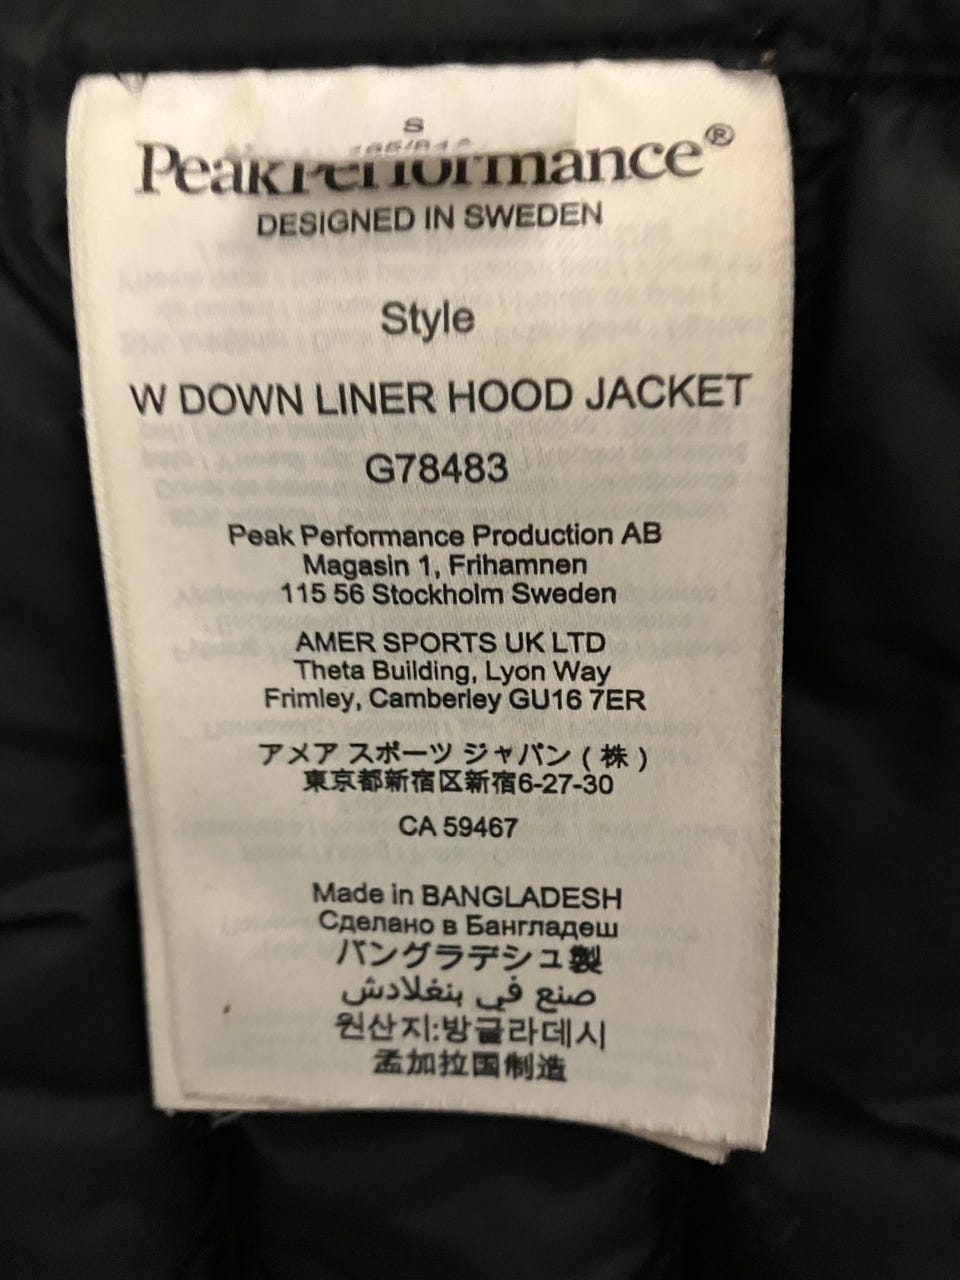 S
PeakPerformance®
DESIGNED IN SWEDEN
Style
W DOWN LINER HOOD JACKET
G78483
Peak Performance Production AB
Magasin 1, Frihamnen
115 56 Stockholm Sweden
AMER SPORTS UK LTD
Theta Building, Lyon Way
Frimley, Camberley GU16 7ER
アメア スポーツ ジャパン ( 株 )
東京都新宿区新宿6-27-30
CA 59467
Made in BANGLADESH
Сделано в Бангладеш
バングラデシュ製
صنع في بنغلادش
원산지:방글라데시
孟加拉国制造